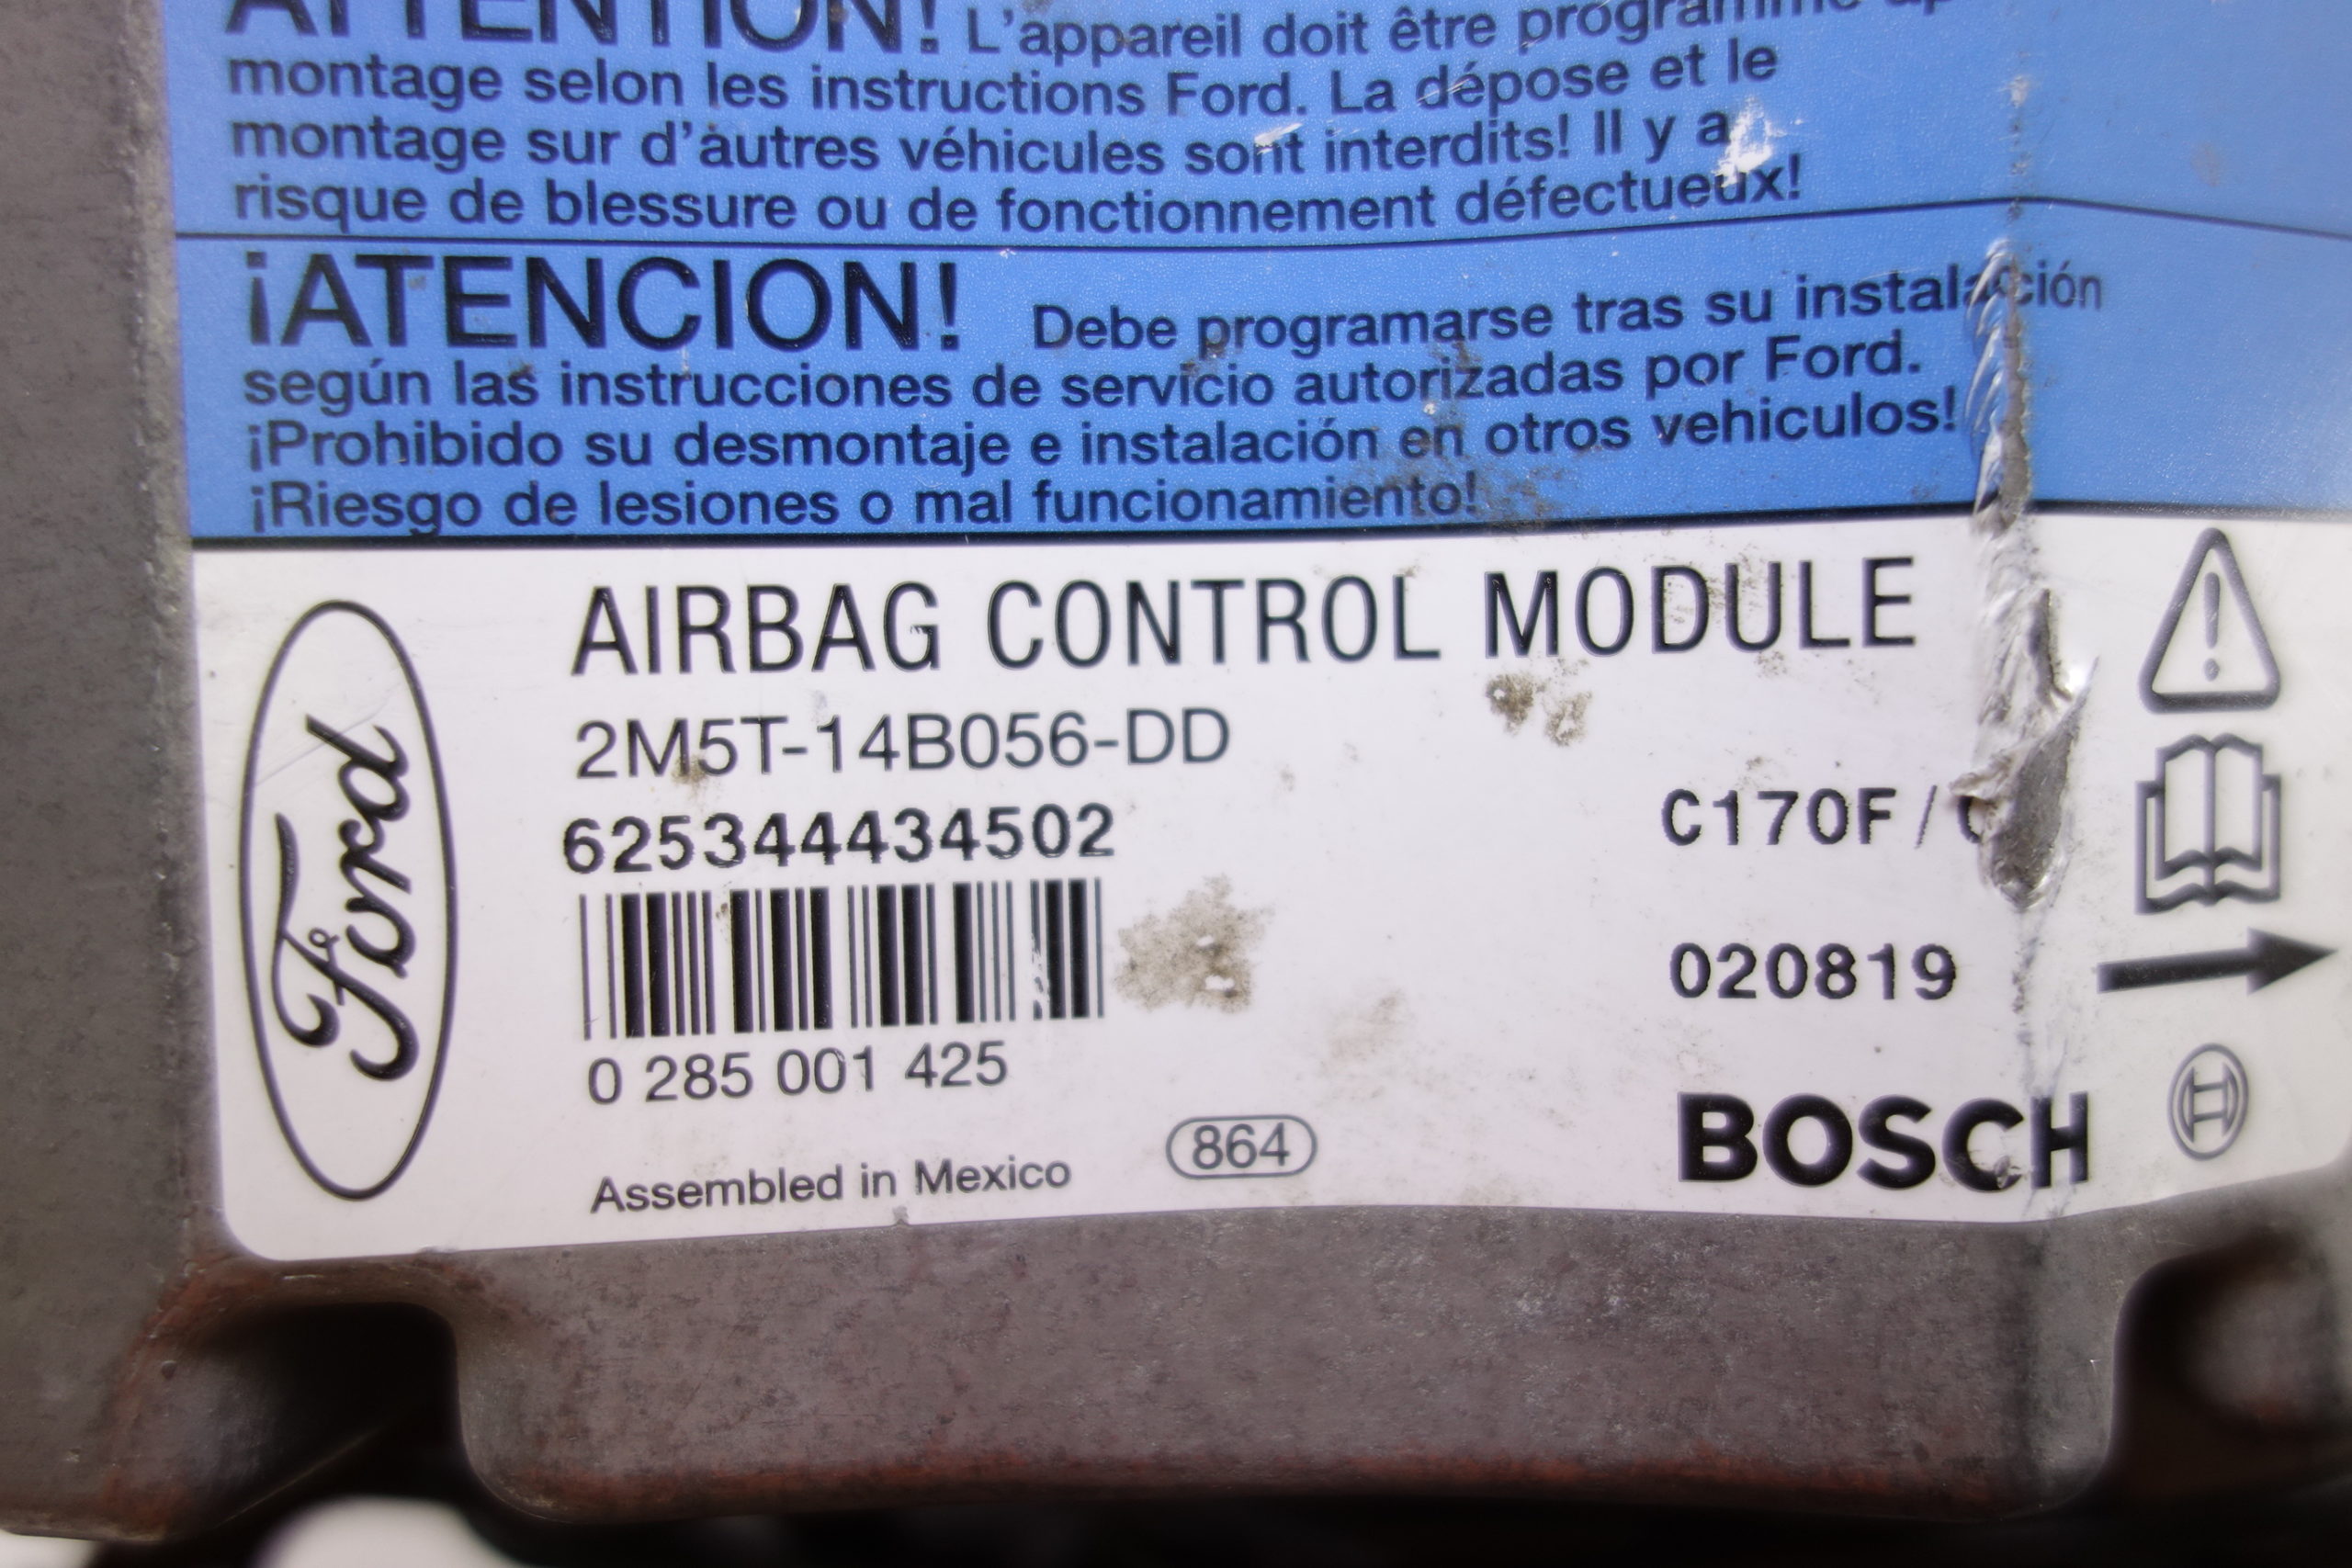 ATTENTION! L'appareil doit être programmé
montage selon les instructions Ford. La dépose et le
montage sur d'autres véhicules sont interdits! Il y a
risque de blessure ou de fonctionnement défectueux!
¡ATENCION! Debe programarse tras su instalación
según las instrucciones de servicio autorizadas por Ford.
¡Prohibido su desmontaje e instalación en otros vehiculos!
¡Riesgo de lesiones o mal funcionamiento!
Ford
AIRBAG CONTROL MODULE
2M5T-14B056-DD
625344434502
C170F/
020819
0 285 001 425
Assembled in Mexico
864
BOSCH